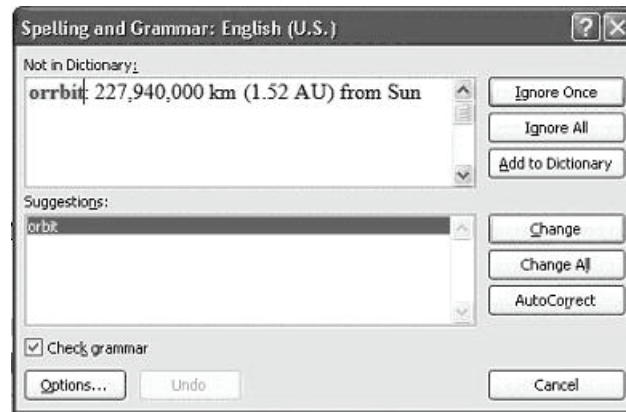 Spelling and Grammar: English (U.S.)
Not in Dictionary:
orrbit: 227,940,000 km (1.52 AU) from Sun
Ignore Once
Ignore All
Add to Dictionary
Suggestions:
orbit
Change
Change All
AutoCorrect
Check grammar
Options...
Undo
Cancel